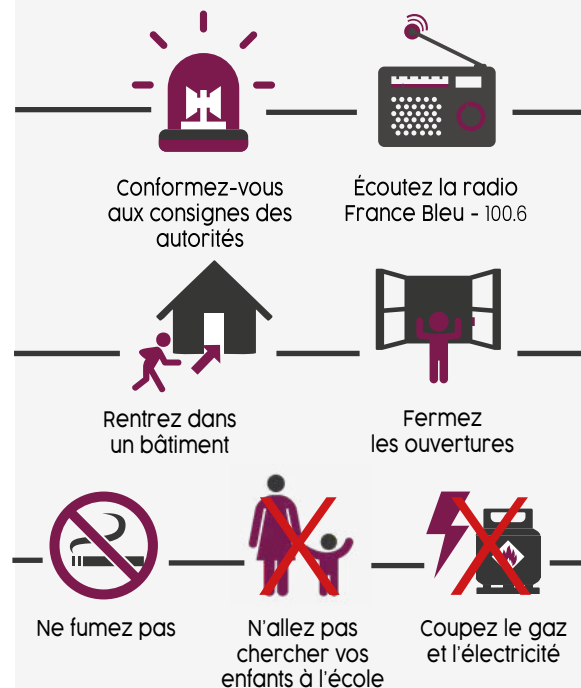 Conformez-vous
aux consignes des
autorités
Écoutez la radio
France Bleu - 100.6
Rentrez dans
un bâtiment
Fermez
les ouvertures
Ne fumez pas
N'allez pas
chercher vos
enfants à l'école
Coupez le gaz
et l'électricité